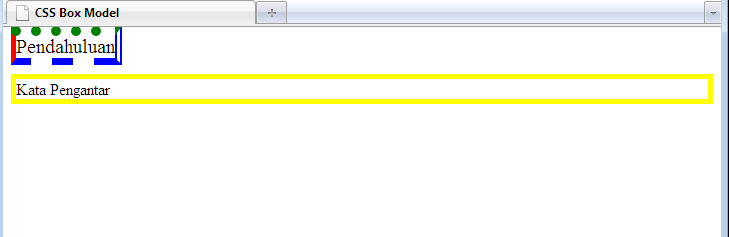 CSS Box Model
Pendahuluan
Kata Pengantar